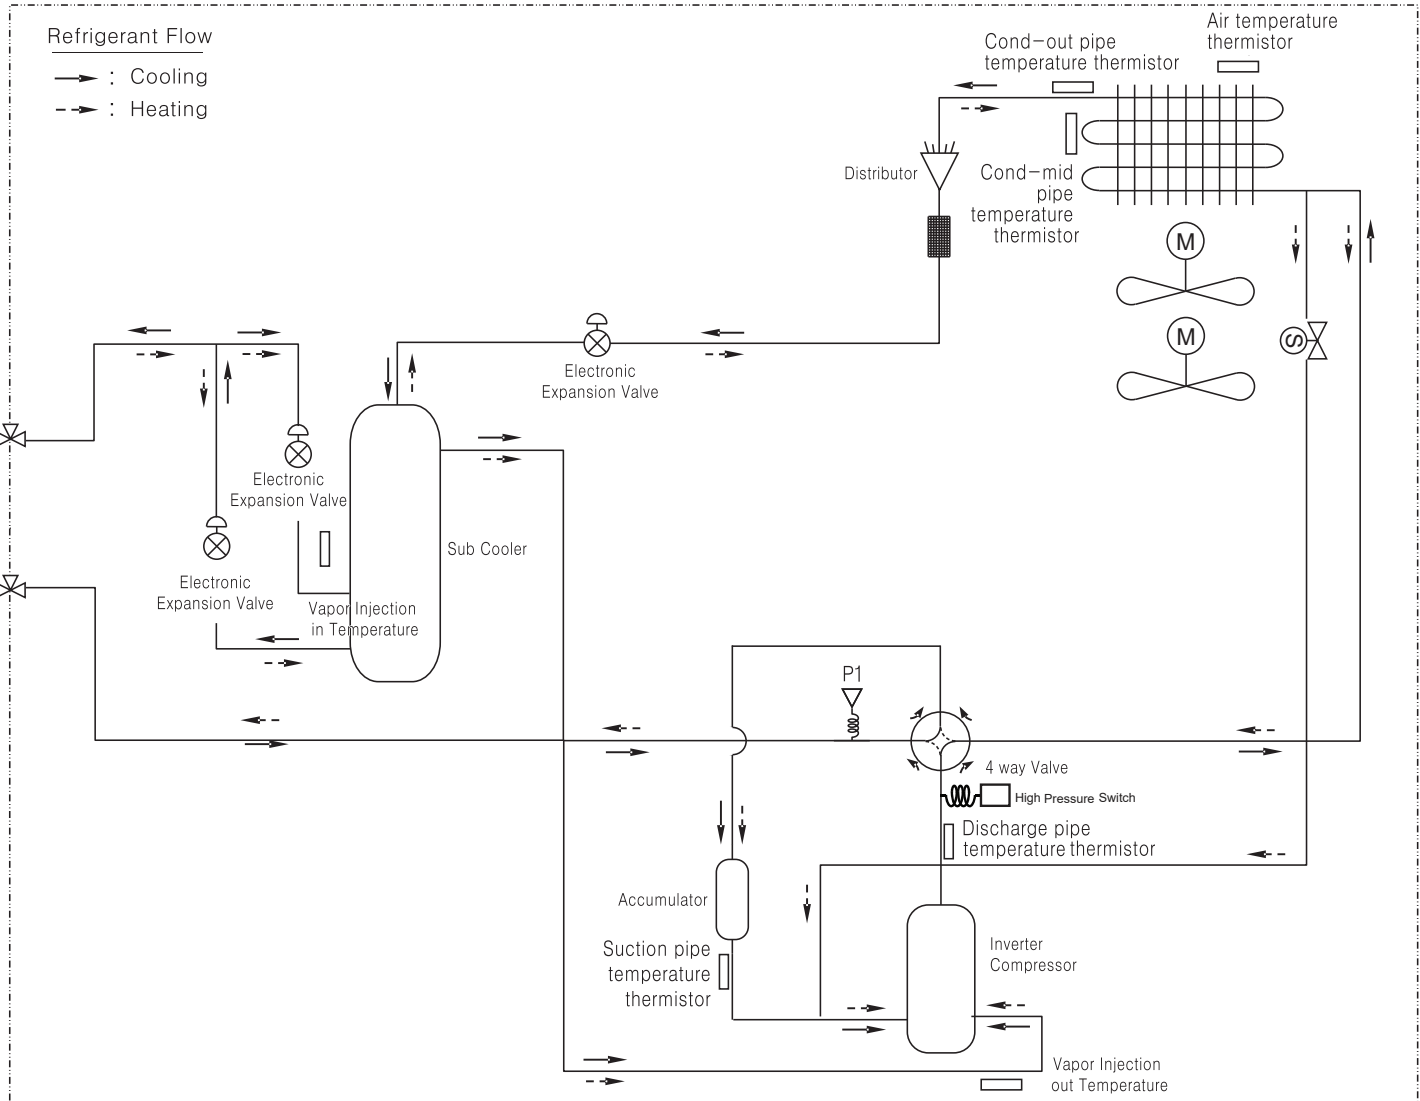 Refrigerant Flow
: Cooling
: Heating
Air temperature
thermistor
Cond-out pipe
temperature thermistor
Distributor
Cond-mid
pipe
temperature
thermistor
M
M
S
Electronic
Expansion Valve
Electronic
Expansion Valve
Sub Cooler
Electronic
Expansion Valve
Vapor Injection
in Temperature
P1
4 way Valve
High Pressure Switch
Discharge pipe
temperature thermistor
Accumulator
Suction pipe
temperature
thermistor
Inverter
Compressor
Vapor Injection
out Temperature